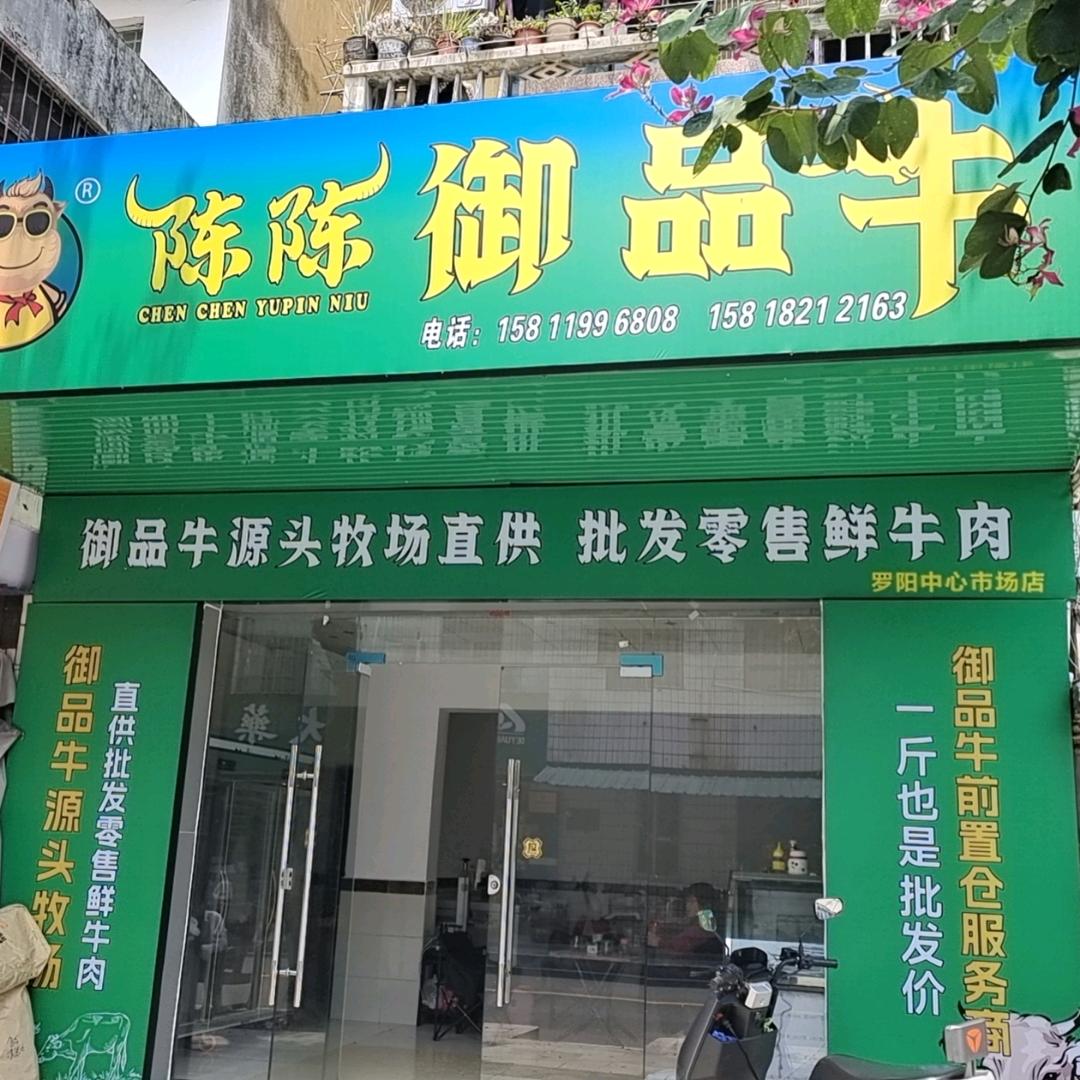 ®
陈陈 御品牛
CHEN CHEN YUPIN NIU
电话：158 1199 6808 158 1821 2163
御品牛源头牧场直供 批发零售鲜牛肉
罗阳中心市场店
御品牛源头牧场
直供批发零售鲜牛肉
御品牛前置仓服务商
一斤也是批发价